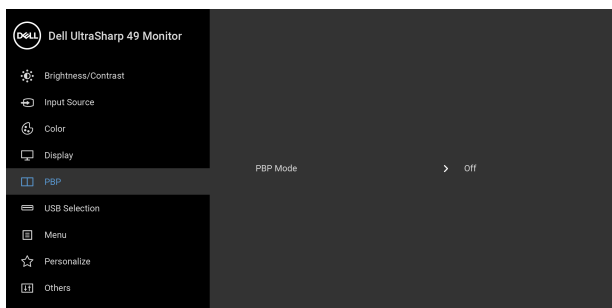 DELL
Dell UltraSharp 49 Monitor
Brightness/Contrast
Input Source
Color
Display
PBP
USB Selection
Menu
Personalize
Others
PBP Mode
Off